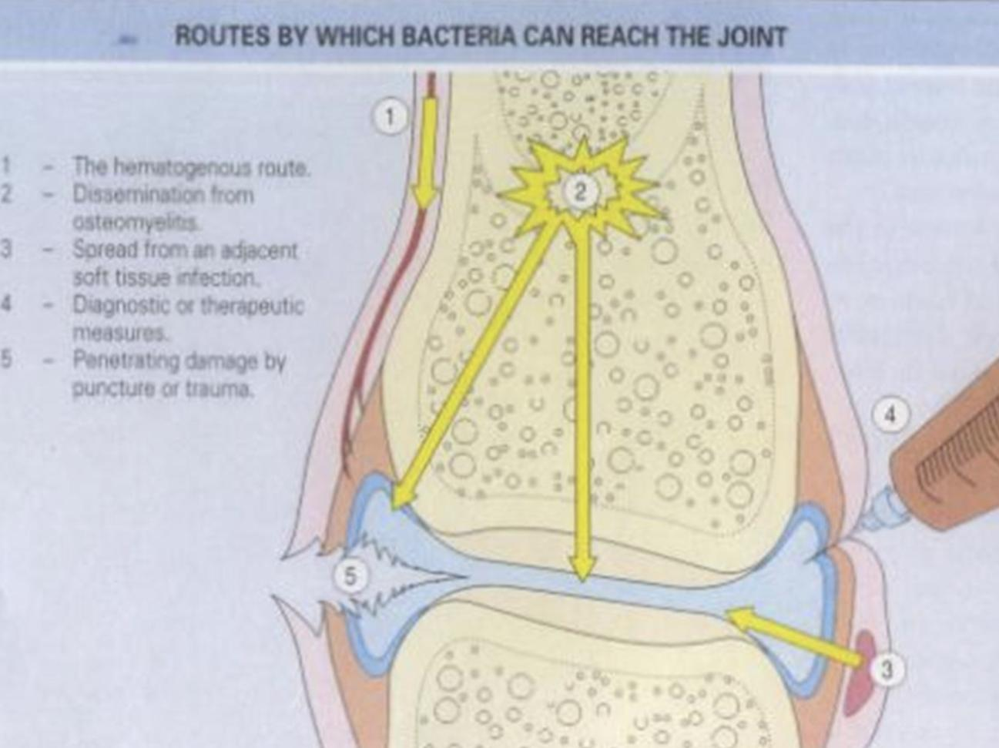 ROUTES BY WHICH BACTERIA CAN REACH THE JOINT
1 – The hematogenous route.
2 – Dissemination from
osteomyelitis.
3 – Spread from an adjacent
soft tissue infection.
4 – Diagnostic or therapeutic
measures.
5 – Penetrating damage by
puncture or trauma.
1
2
4
5
3